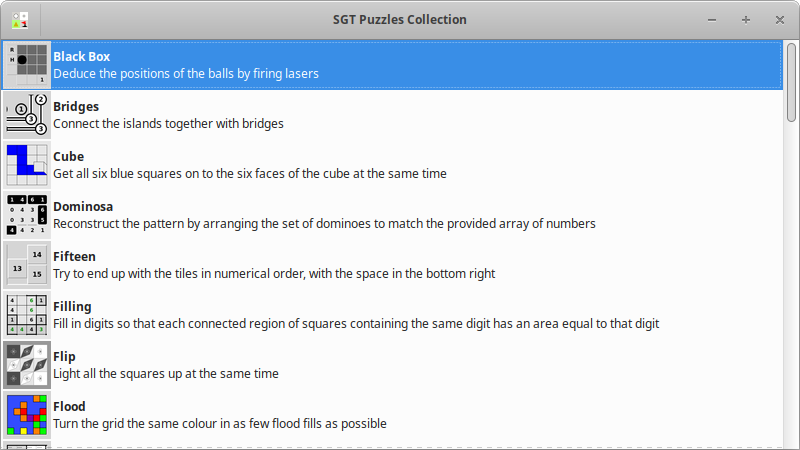 SGT Puzzles Collection
Black Box
Deduce the positions of the balls by firing lasers
Bridges
Connect the islands together with bridges
Cube
Get all six blue squares on to the six faces of the cube at the same time
Dominosa
Reconstruct the pattern by arranging the set of dominoes to match the provided array of numbers
Fifteen
Try to end up with the tiles in numerical order, with the space in the bottom right
Filling
Fill in digits so that each connected region of squares containing the same digit has an area equal to that digit
Flip
Light all the squares up at the same time
Flood
Turn the grid the same colour in as few flood fills as possible